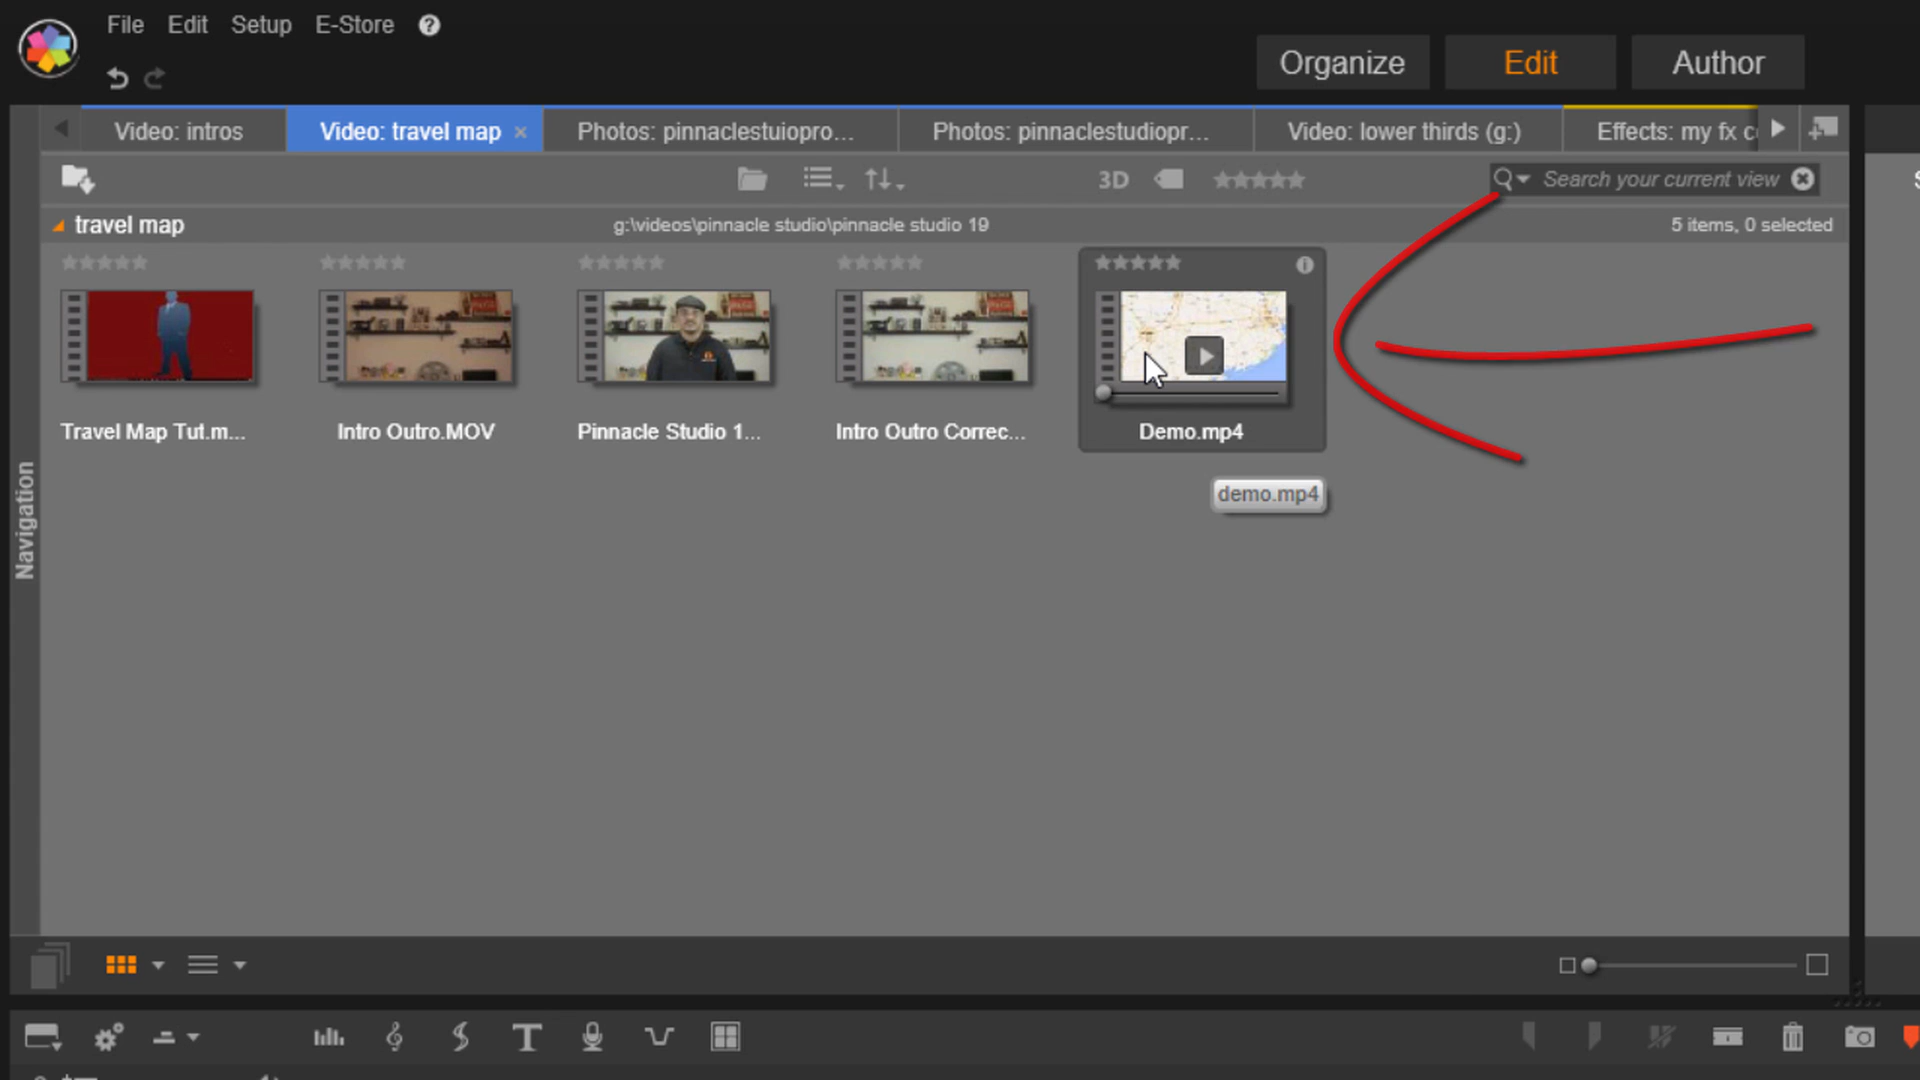 File Edit Setup E-Store ?
Organize Edit Author
Video: intros Video: travel map × Photos: pinnaclestuiopro... Photos: pinnaclestudiopr... Video: lower thirds (g:) Effects: my fx c
3D Search your current view
travel map g:\videos\pinnacle studio\pinnacle studio 19 5 items, 0 selected
Travel Map Tut.m... Intro Outro.MOV Pinnacle Studio 1... Intro Outro Correc... Demo.mp4
demo.mp4
Navigation